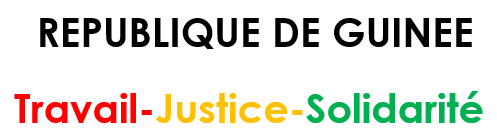 REPUBLIQUE DE GUINEE
Travail-Justice-Solidarité